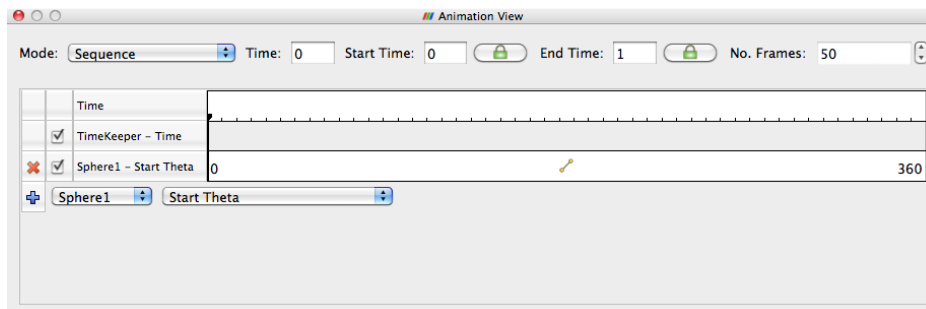 Animation View
Mode: Sequence Time: 0 Start Time: 0 End Time: 1 No. Frames: 50
Time
TimeKeeper - Time
Sphere1 - Start Theta 0 360
Sphere1 Start Theta